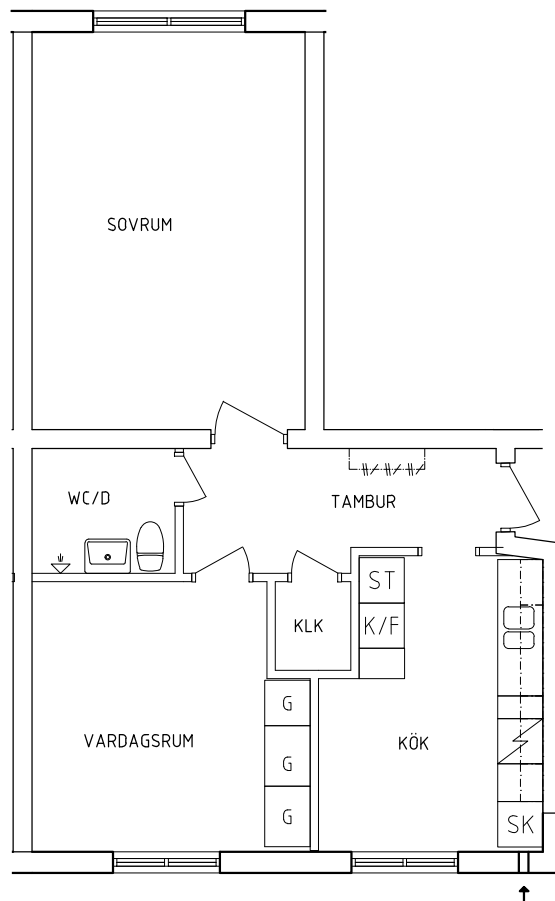 SOVRUM
WC/D
TAMBUR
ST
KLK
K/F
G
VARDAGSRUM
KÖK
G
G
SK